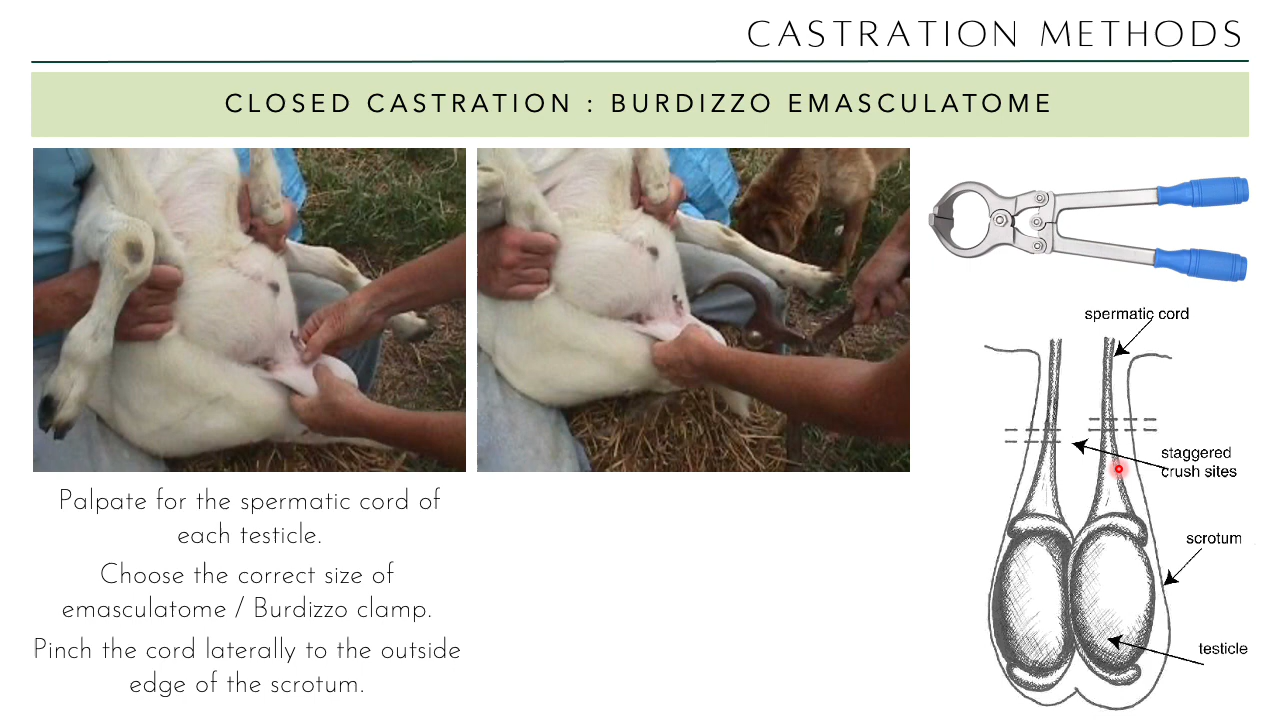 CASTRATION METHODS
CLOSED CASTRATION : BURDIZZO EMASCULATOME
Palpate for the spermatic cord of
each testicle.
Choose the correct size of
emasculatome / Burdizzo clamp.
Pinch the cord laterally to the outside
edge of the scrotum.
spermatic cord
staggered
crush sites
scrotum
testicle